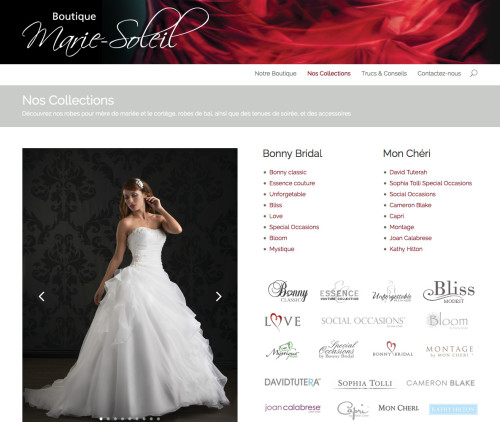 Boutique
Marie-Soleil
Notre Boutique
Nos Collections
Trucs & Conseils
Contactez-nous
Nos Collections
Découvrez nos robes pour mère de mariée et le cortège, robes de bal, ainsi que des tenues de soirée, et des accessoires.
Bonny Bridal
Bonny classic
Essence couture
Unforgetable
Bliss
Love
Special Occasions
Bloom
Mystique
Mon Chéri
David Tuterah
Sophia Tolli Special Occasions
Social Occasions
Cameron Blake
Capri
Montage
Joan Calabrese
Kathy Hilton
Bonny
CLASSIC
ESSENCE
COUTURE COLLECTION
Unforgettable
Bliss
MODEST
LOVE
SOCIAL OCCASIONS
Bloom
Mystique
Special
Occasions
by Bonny Bridal
BONNY BRIDAL
MONTAGE
by MON CHERI
DAVIDTUTERA
SOPHIA TOLLI
CAMERON BLAKE
joan calabrese
Capri
MON CHERI
KATHY HILTON